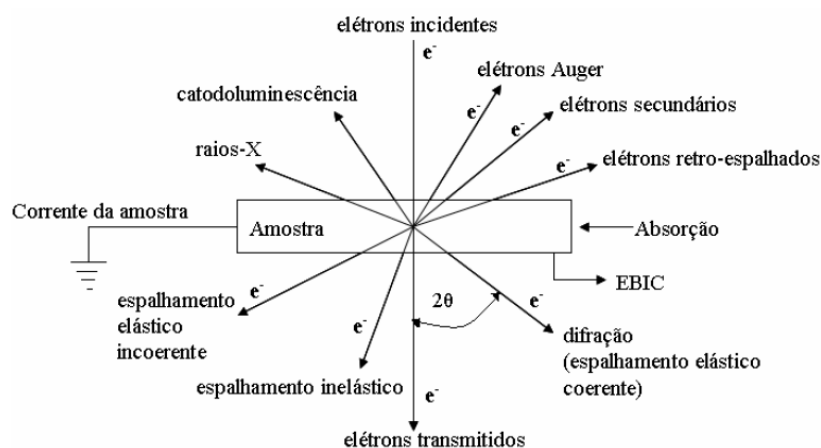 elétrons incidentes
e⁻
elétrons Auger
catodoluminescência
e⁻
elétrons secundários
e⁻
raios-X
e⁻
elétrons retro-espalhados
Corrente da amostra
Amostra
Absorção
EBIC
espalhamento
elástico
incoerente
e⁻
2θ
e⁻
e⁻
difração
(espalhamento elástico
coerente)
espalhamento inelástico
e⁻
elétrons transmitidos